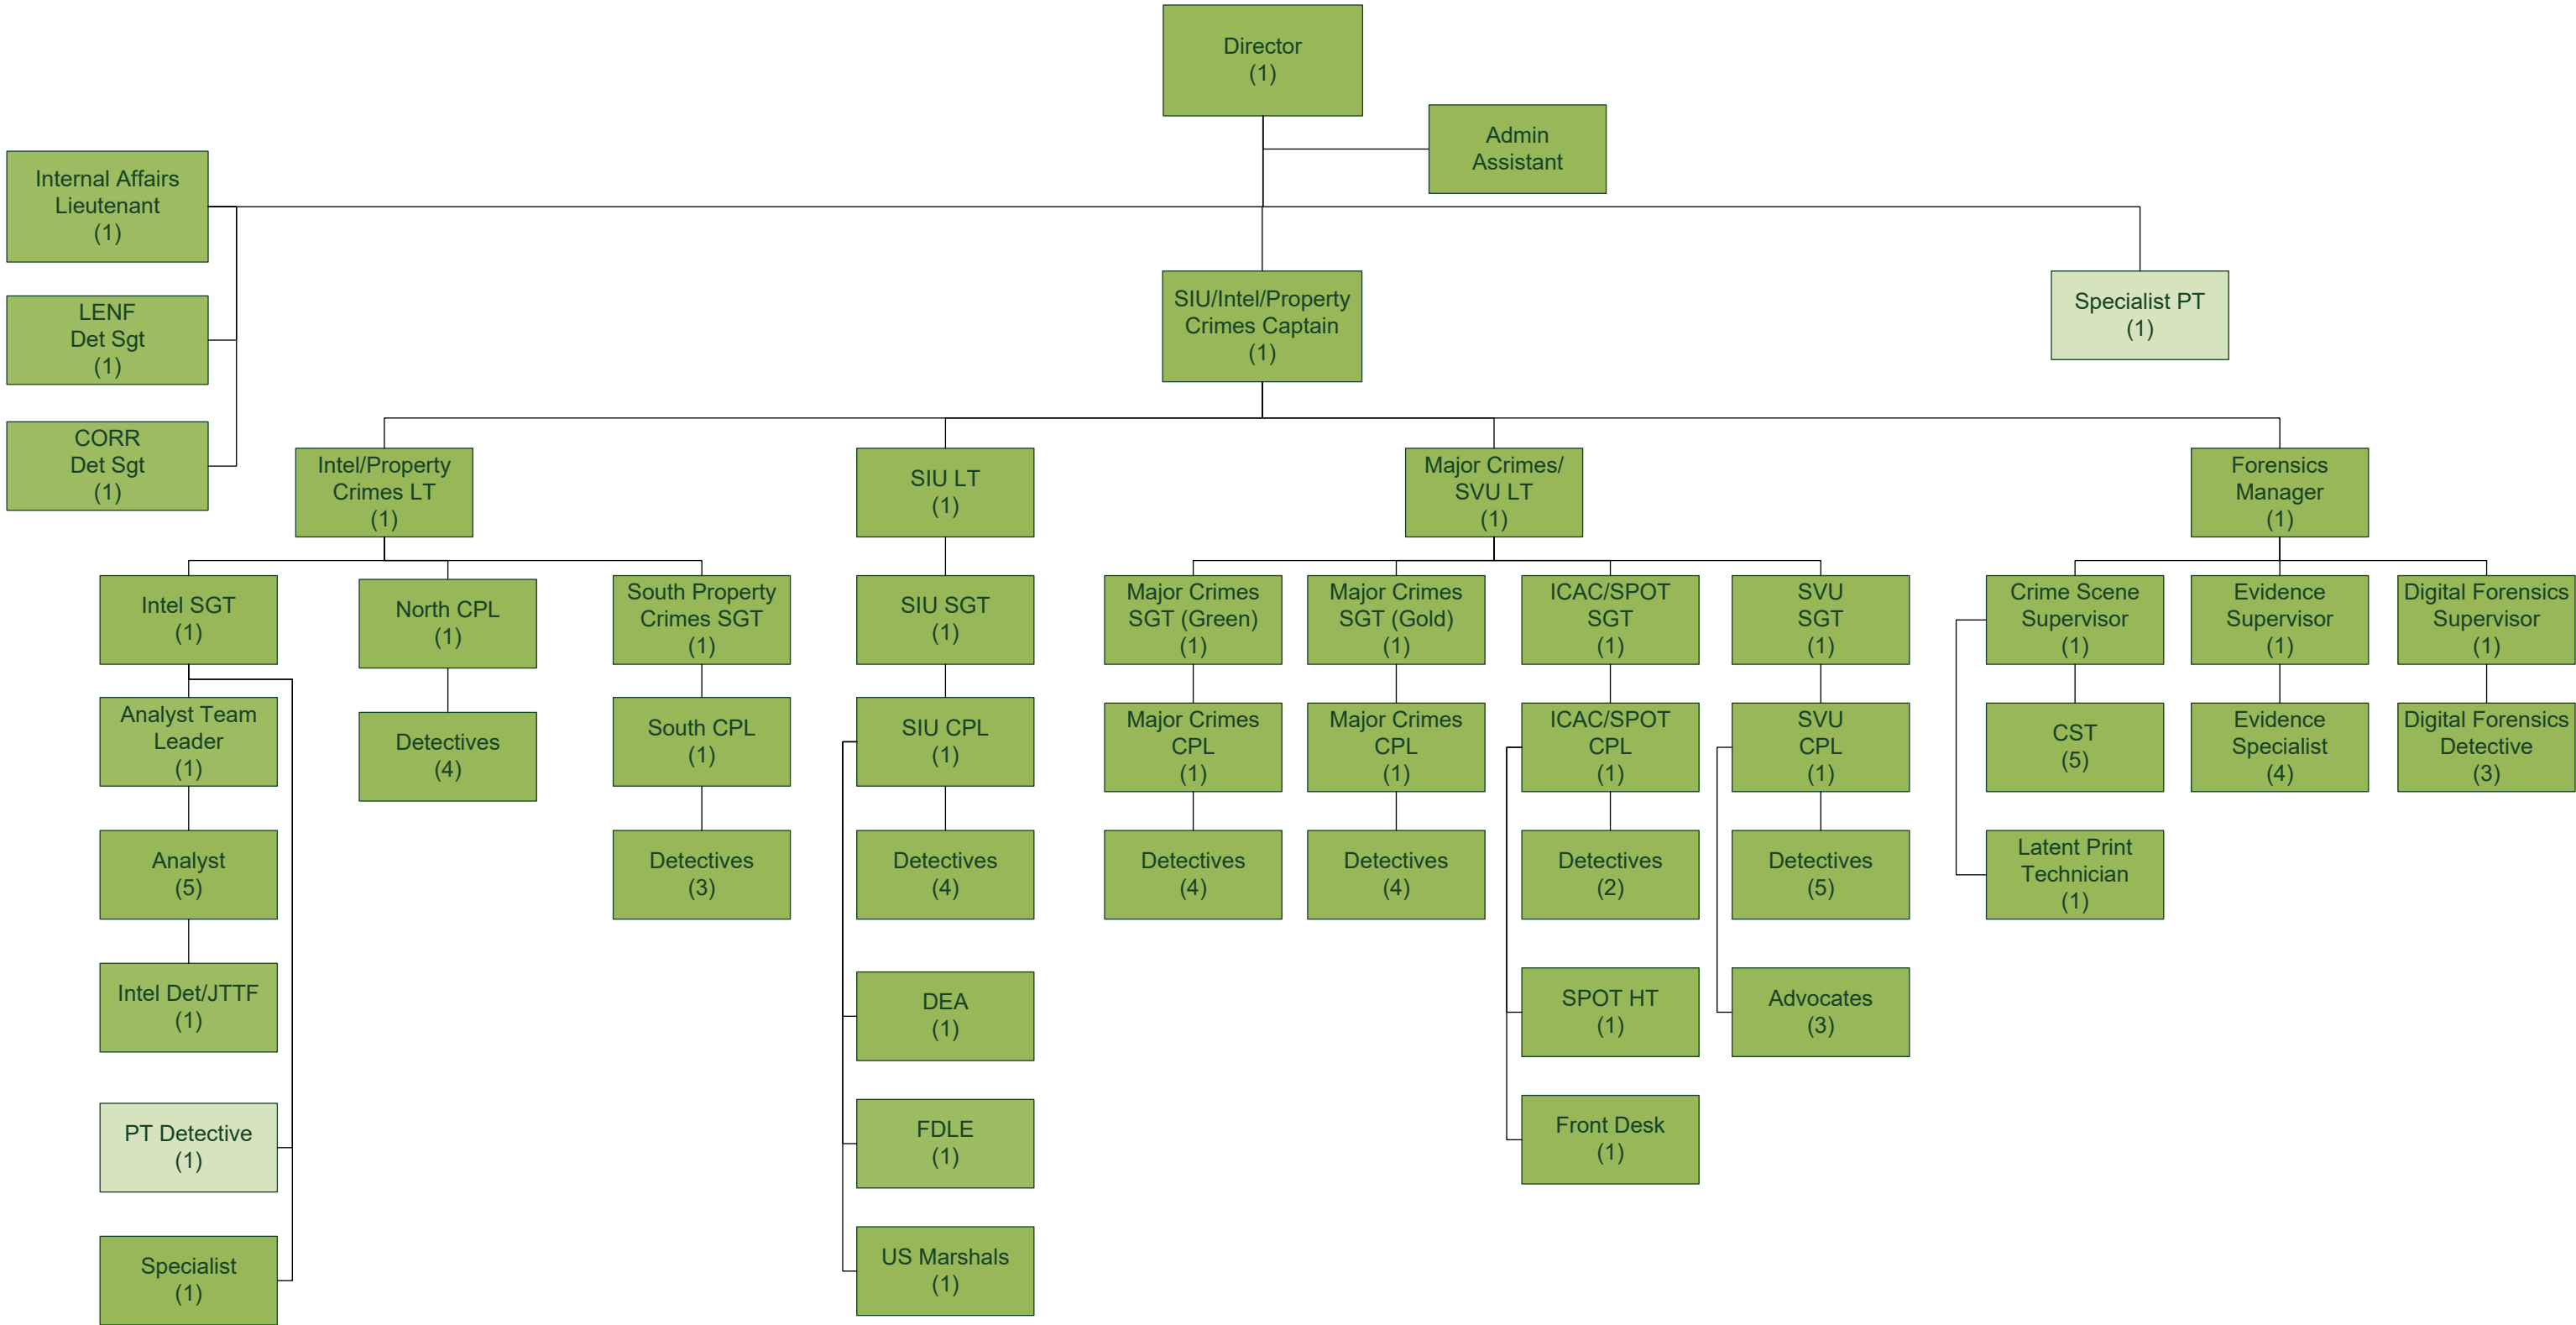 Director
(1)
Admin
Assistant
Internal Affairs
Lieutenant
(1)
LENF
Det Sgt
(1)
CORR
Det Sgt
(1)
SIU/Intel/Property
Crimes Captain
(1)
Specialist PT
(1)
Intel/Property
Crimes LT
(1)
SIU LT
(1)
Major Crimes/
SVU LT
(1)
Forensics
Manager
(1)
Intel SGT
(1)
North CPL
(1)
South Property
Crimes SGT
(1)
SIU SGT
(1)
Major Crimes
SGT (Green)
(1)
Major Crimes
SGT (Gold)
(1)
ICAC/SPOT
SGT
(1)
SVU
SGT
(1)
Crime Scene
Supervisor
(1)
Evidence
Supervisor
(1)
Digital Forensics
Supervisor
(1)
Analyst Team
Leader
(1)
Detectives
(4)
South CPL
(1)
SIU CPL
(1)
Major Crimes
CPL
(1)
Major Crimes
CPL
(1)
ICAC/SPOT
CPL
(1)
SVU
CPL
(1)
CST
(5)
Evidence
Specialist
(4)
Digital Forensics
Detective
(3)
Analyst
(5)
Detectives
(3)
Detectives
(4)
Detectives
(4)
Detectives
(4)
Detectives
(2)
Detectives
(5)
Latent Print
Technician
(1)
Intel Det/JTTF
(1)
DEA
(1)
SPOT HT
(1)
Advocates
(3)
PT Detective
(1)
FDLE
(1)
Front Desk
(1)
Specialist
(1)
US Marshals
(1)